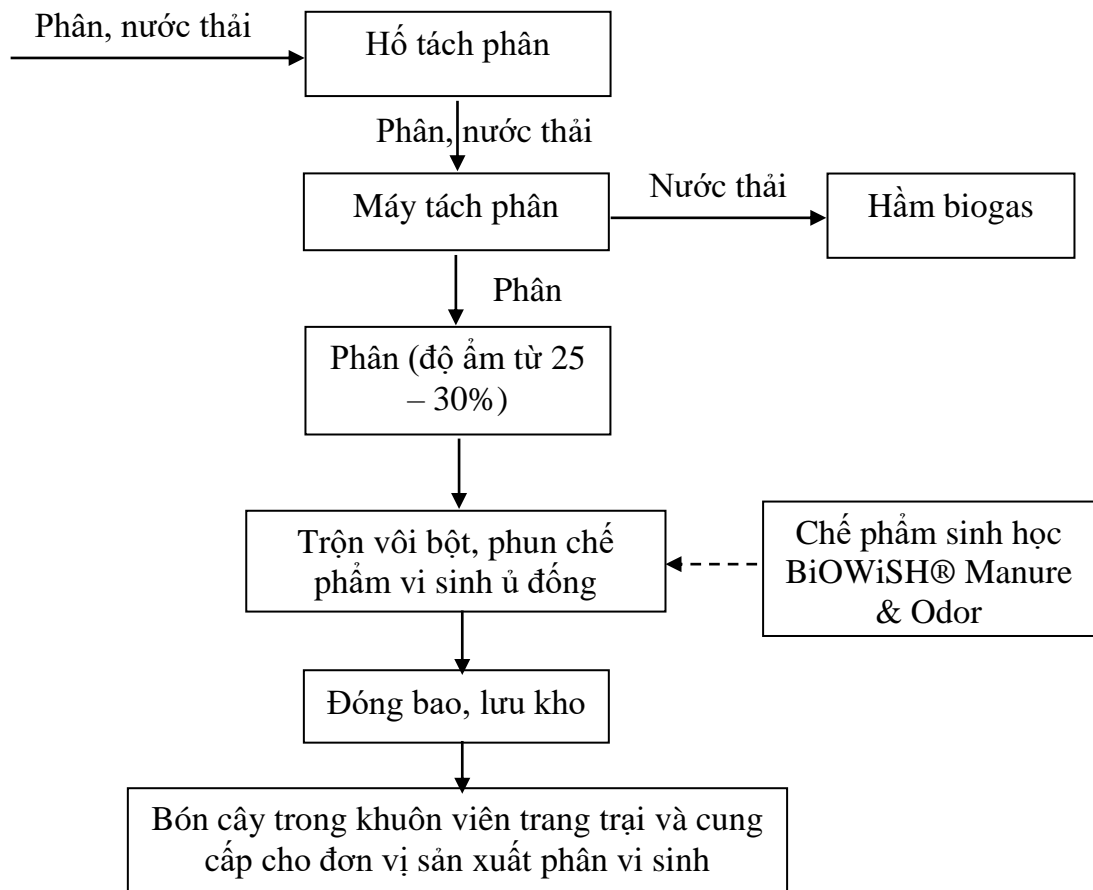 Phân, nước thải
Hố tách phân
Phân, nước thải
Máy tách phân
Nước thải
Hầm biogas
Phân
Phân (độ ẩm từ 25
– 30%)
Trộn vôi bột, phun chế
phẩm vi sinh ủ đống
Chế phẩm sinh học
BiOWiSH® Manure
& Odor
Đóng bao, lưu kho
Bón cây trong khuôn viên trang trại và cung
cấp cho đơn vị sản xuất phân vi sinh